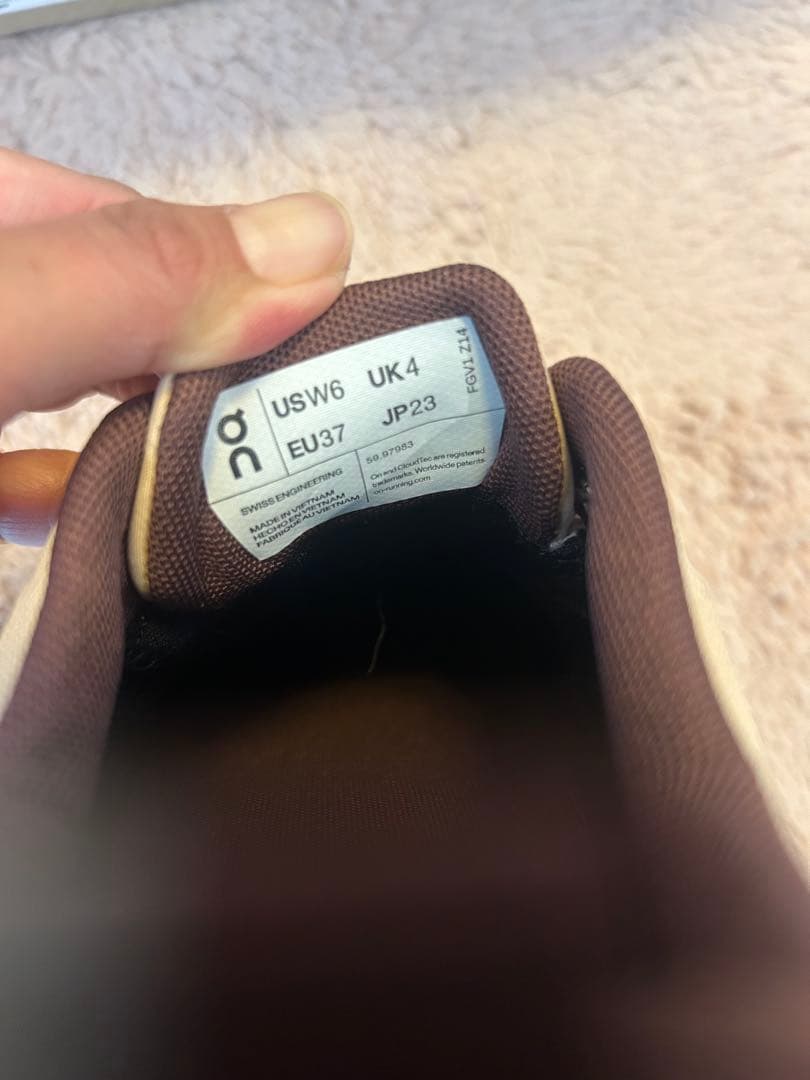 On
USW6 UK4
EU37 JP23
FGV1 Z14
SWISS ENGINEERING
MADE IN VIETNAM
HECHO EN VIETNAM
FABRIQUÉ AU VIETNAM
59.97983
On and CloudTec are registered
trademarks. Worldwide patents.
on-running.com